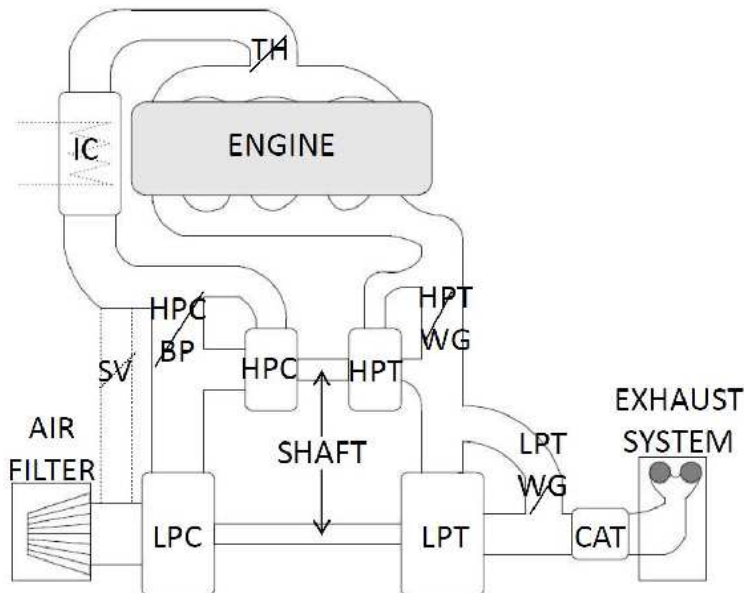 TH
IC
ENGINE
HPC
BP
HPT
WG
SV
HPC
HPT
EXHAUST
SYSTEM
AIR
FILTER
SHAFT
LPT
WG
LPC
LPT
CAT